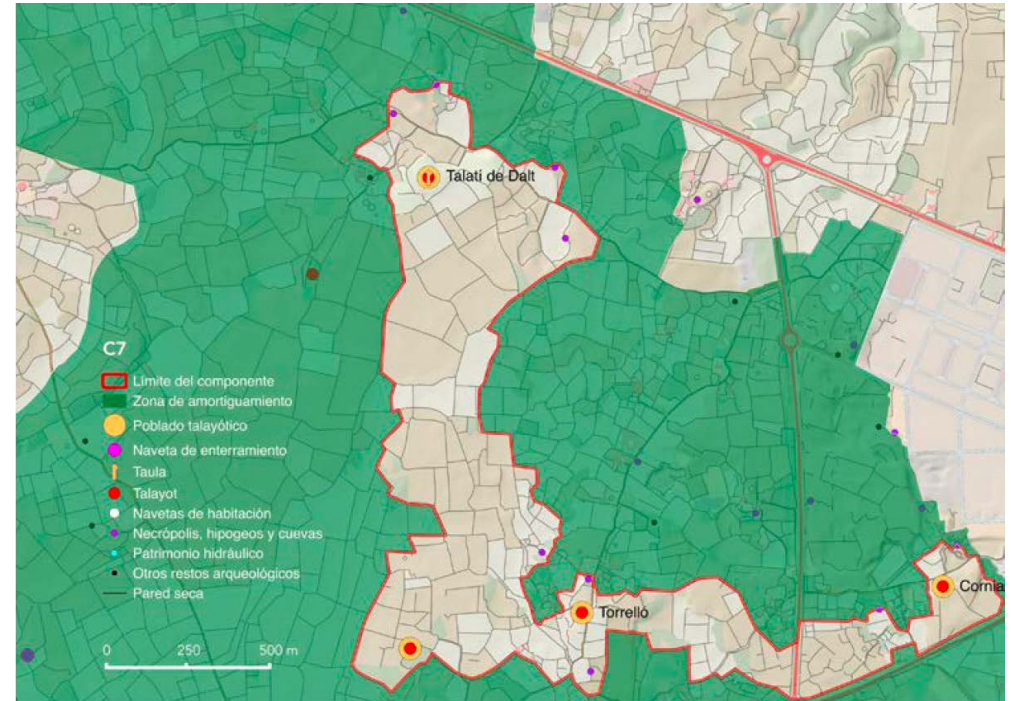 Talatí de Dalt
C7
Límite del componente
Zona de amortiguamiento
Poblado talayótico
Naveta de enterramiento
Taula
Talayot
Navetas de habitación
Necrópolis, hipogeos y cuevas
Patrimonio hidráulico
Otros restos arqueológicos
Pared seca
Cornia
Torrelló
0 250 500 m